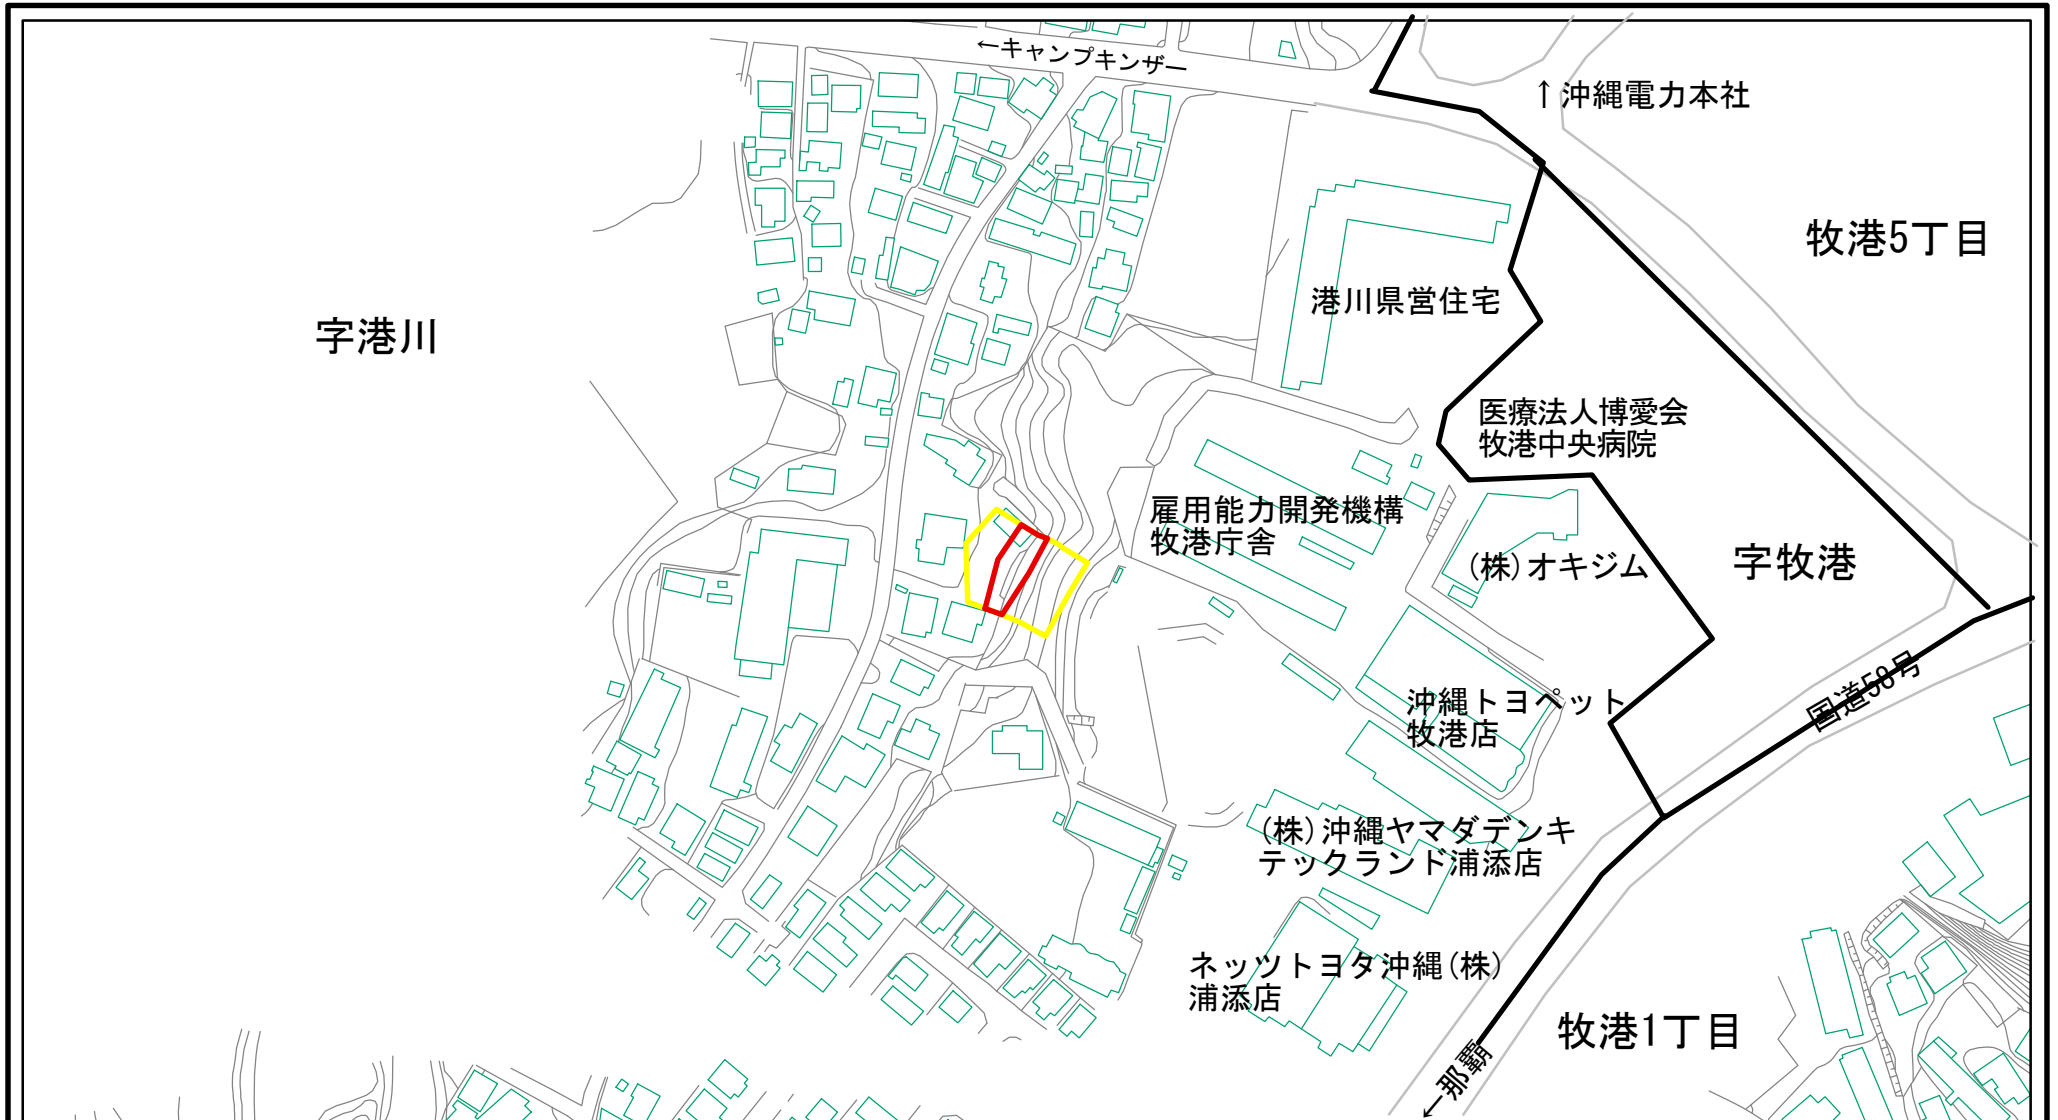 ←キャンプキンザー
↑沖縄電力本社
牧港5丁目
字港川
港川県営住宅
医療法人博愛会
牧港中央病院
雇用能力開発機構
牧港庁舎
(株)オキジム
字牧港
国道58号
沖縄トヨペット
牧港店
(株)沖縄ヤマダデンキ
テックランド浦添店
ネッツトヨタ沖縄(株)
浦添店
牧港1丁目
←那覇